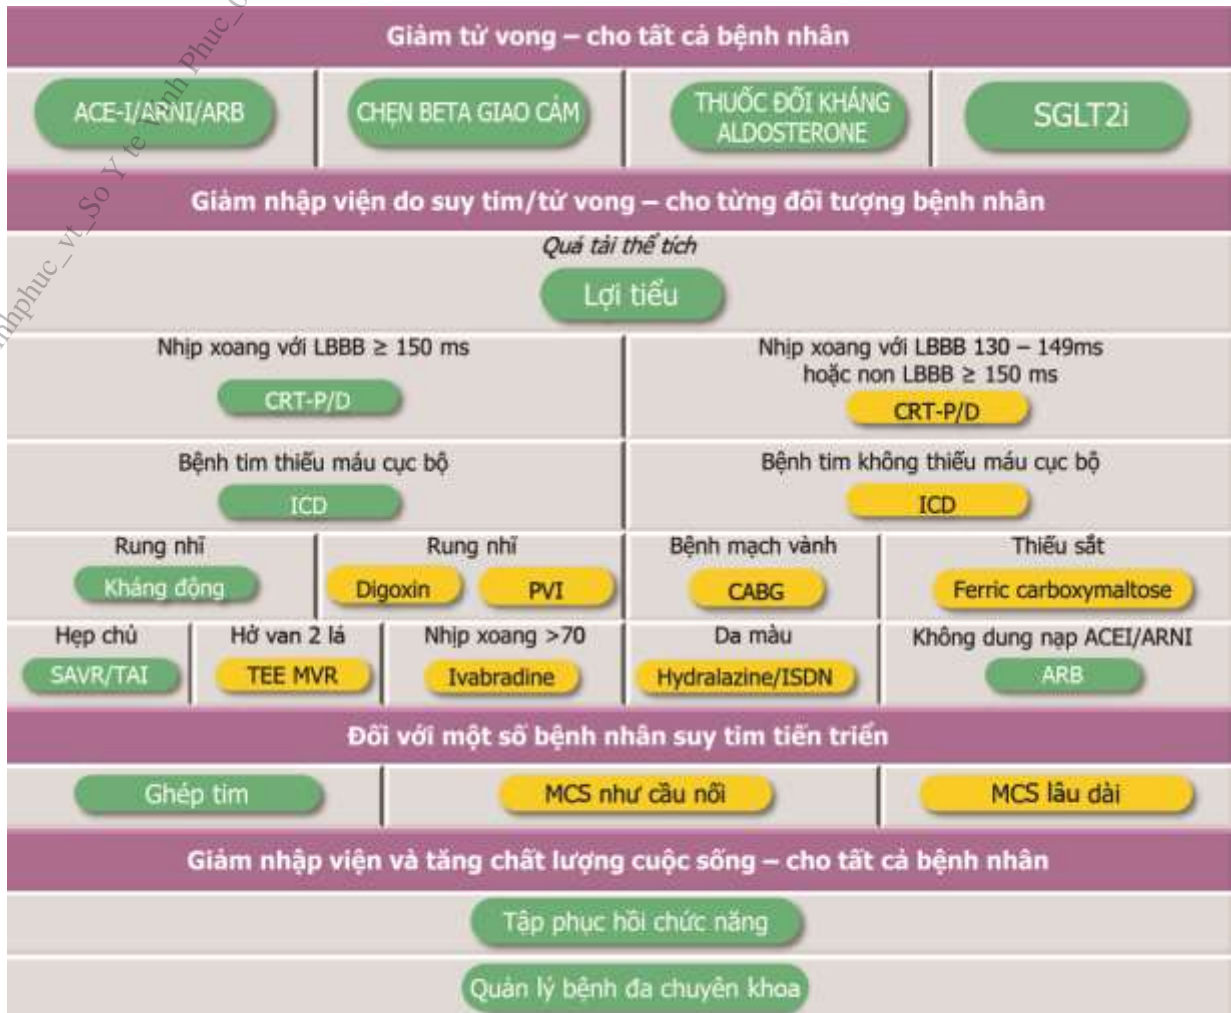 Giảm tử vong – cho tất cả bệnh nhân
ACE-I/ARNI/ARB
CHẸN BETA GIAO CẢM
THUỐC ĐỐI KHÁNG
ALDOSTERONE
SGLT2i
Giảm nhập viện do suy tim/tử vong – cho từng đối tượng bệnh nhân
Quá tải thể tích
Lợi tiểu
Nhịp xoang với LBBB ≥ 150 ms
CRT-P/D
Nhịp xoang với LBBB 130 – 149ms
hoặc non LBBB ≥ 150 ms
CRT-P/D
Bệnh tim thiếu máu cục bộ
ICD
Bệnh tim không thiếu máu cục bộ
ICD
Rung nhĩ
Kháng động
Rung nhĩ
Digoxin
PVI
Bệnh mạch vành
CABG
Thiếu sắt
Ferric carboxymaltose
Hẹp chủ
SAVR/TAI
Hở van 2 lá
TEE MVR
Nhịp xoang >70
Ivabradine
Da màu
Hydralazine/ISDN
Không dung nạp ACEI/ARNI
ARB
Đối với một số bệnh nhân suy tim tiến triển
Ghép tim
MCS như cầu nối
MCS lâu dài
Giảm nhập viện và tăng chất lượng cuộc sống – cho tất cả bệnh nhân
Tập phục hồi chức năng
Quản lý bệnh đa chuyên khoa
inhphuc_vt_So Y te Vinh Phuc_0